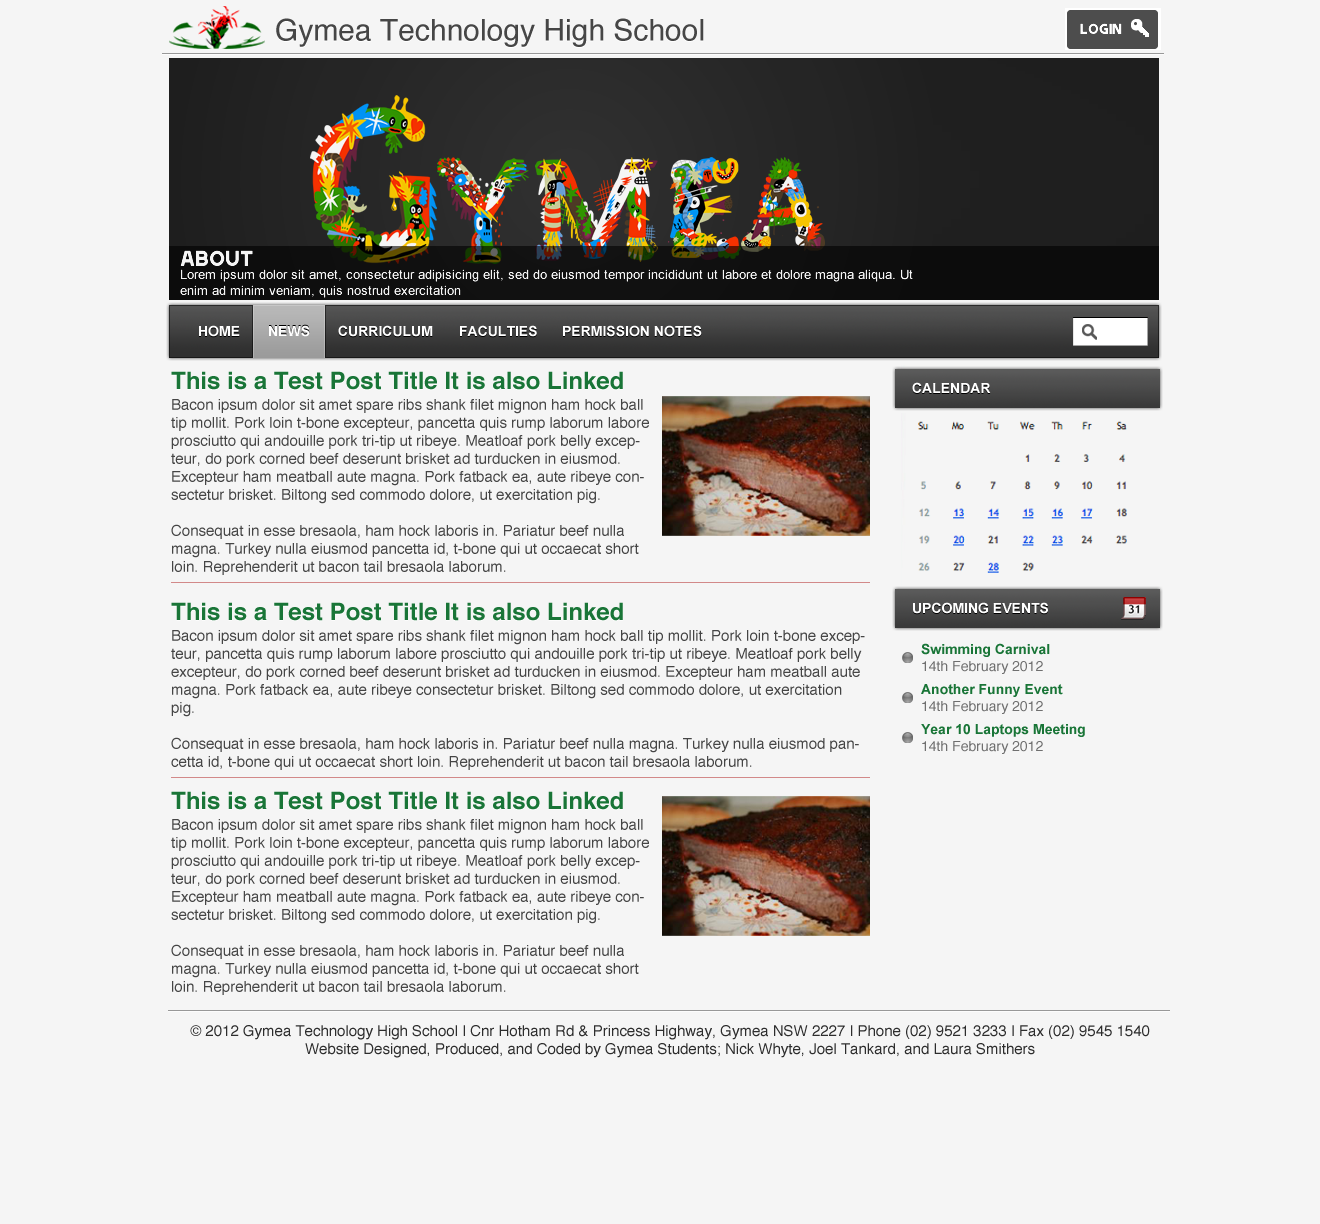 Gymea Technology High School
LOGIN
GYMEA
ABOUT
Lorem ipsum dolor sit amet, consectetur adipisicing elit, sed do eiusmod tempor incididunt ut labore et dolore magna aliqua. Ut
enim ad minim veniam, quis nostrud exercitation
HOME NEWS CURRICULUM FACULTIES PERMISSION NOTES
This is a Test Post Title It is also Linked
Bacon ipsum dolor sit amet spare ribs shank filet mignon ham hock ball
tip mollit. Pork loin t-bone excepteur, pancetta quis rump laborum labore
prosciutto qui andouille pork tri-tip ut ribeye. Meatloaf pork belly excep-
teur, do pork corned beef deserunt brisket ad turducken in eiusmod.
Excepteur ham meatball aute magna. Pork fatback ea, aute ribeye con-
sectetur brisket. Biltong sed commodo dolore, ut exercitation pig.
Consequat in esse bresaola, ham hock laboris in. Pariatur beef nulla
magna. Turkey nulla eiusmod pancetta id, t-bone qui ut occaecat short
loin. Reprehenderit ut bacon tail bresaola laborum.
This is a Test Post Title It is also Linked
Bacon ipsum dolor sit amet spare ribs shank filet mignon ham hock ball tip mollit. Pork loin t-bone excep-
teur, pancetta quis rump laborum labore prosciutto qui andouille pork tri-tip ut ribeye. Meatloaf pork belly
excepteur, do pork corned beef deserunt brisket ad turducken in eiusmod. Excepteur ham meatball aute
magna. Pork fatback ea, aute ribeye consectetur brisket. Biltong sed commodo dolore, ut exercitation
pig.
Consequat in esse bresaola, ham hock laboris in. Pariatur beef nulla magna. Turkey nulla eiusmod pan-
cetta id, t-bone qui ut occaecat short loin. Reprehenderit ut bacon tail bresaola laborum.
This is a Test Post Title It is also Linked
Bacon ipsum dolor sit amet spare ribs shank filet mignon ham hock ball
tip mollit. Pork loin t-bone excepteur, pancetta quis rump laborum labore
prosciutto qui andouille pork tri-tip ut ribeye. Meatloaf pork belly excep-
teur, do pork corned beef deserunt brisket ad turducken in eiusmod.
Excepteur ham meatball aute magna. Pork fatback ea, aute ribeye con-
sectetur brisket. Biltong sed commodo dolore, ut exercitation pig.
Consequat in esse bresaola, ham hock laboris in. Pariatur beef nulla
magna. Turkey nulla eiusmod pancetta id, t-bone qui ut occaecat short
loin. Reprehenderit ut bacon tail bresaola laborum.
CALENDAR
Su Mo Tu We Th Fr Sa
1 2 3 4
5 6 7 8 9 10 11
12 13 14 15 16 17 18
19 20 21 22 23 24 25
26 27 28 29
UPCOMING EVENTS 31
Swimming Carnival
14th February 2012
Another Funny Event
14th February 2012
Year 10 Laptops Meeting
14th February 2012
© 2012 Gymea Technology High School | Cnr Hotham Rd & Princess Highway, Gymea NSW 2227 | Phone (02) 9521 3233 | Fax (02) 9545 1540
Website Designed, Produced, and Coded by Gymea Students; Nick Whyte, Joel Tankard, and Laura Smithers